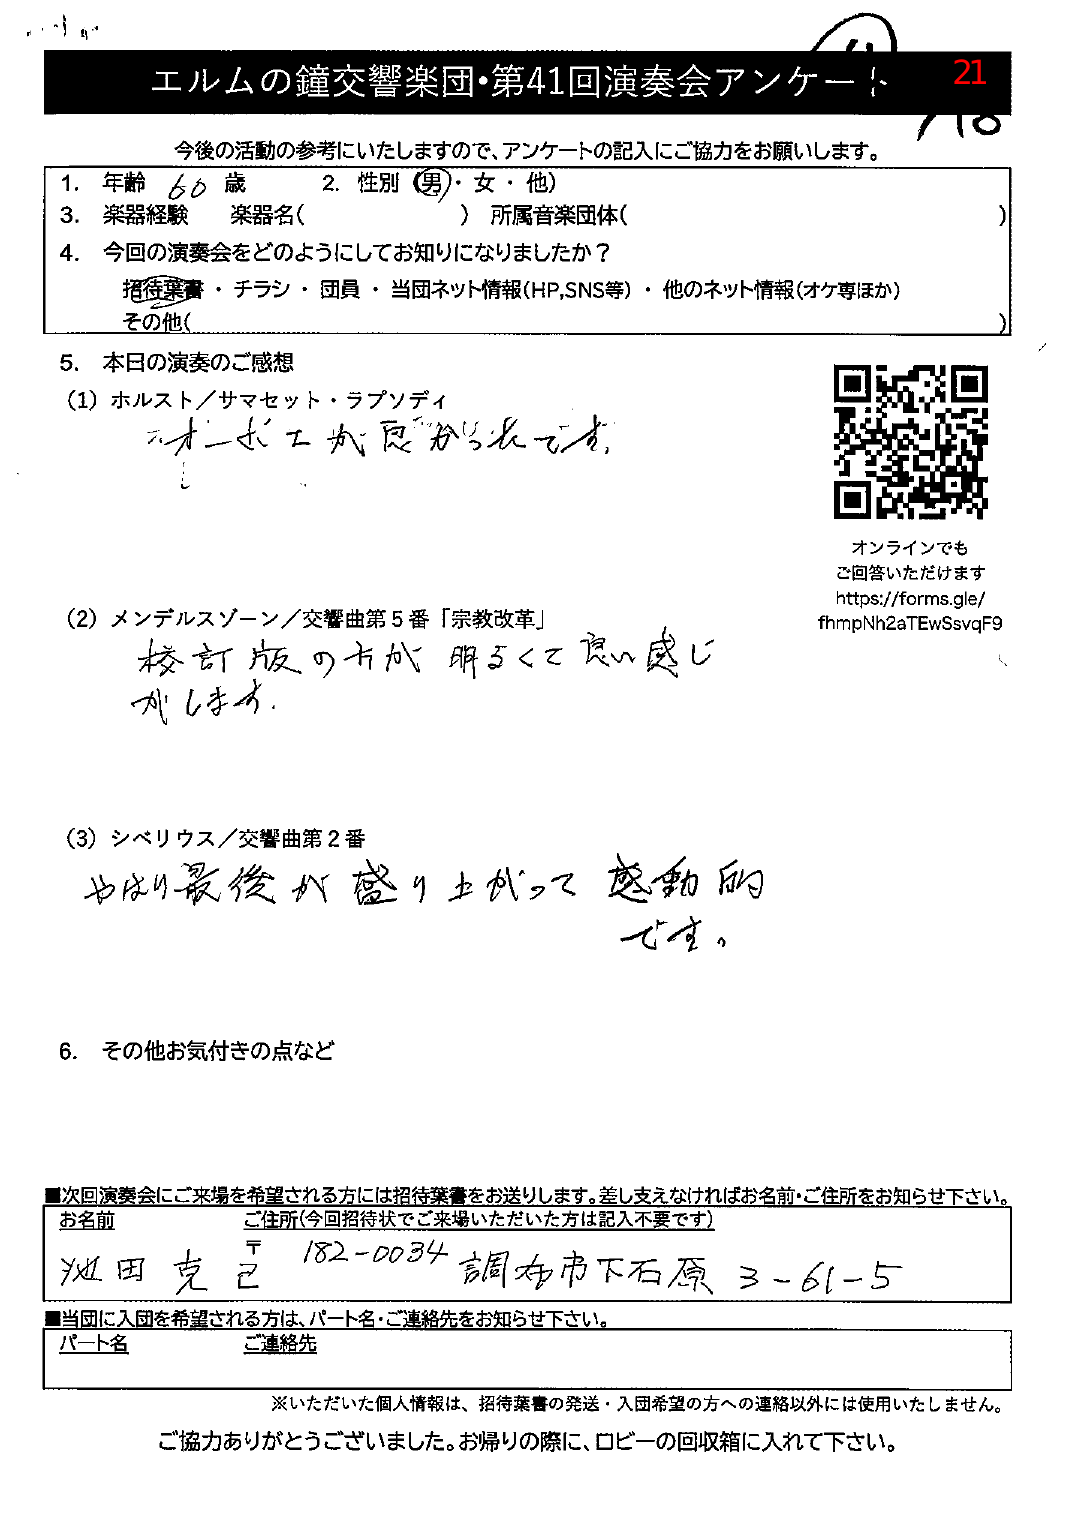 エルムの鐘交響楽団・第41回演奏会アンケート
21
今後の活動の参考にいたしますので、アンケートの記入にご協力をお願いします。
1. 年齢 60 歳 2. 性別 (男・女・他)
3. 楽器経験 楽器名( ) 所属音楽団体( )
4. 今回の演奏会をどのようにしてお知りになりましたか？
招待葉書・チラシ・団員・当団ネット情報(HP,SNS等)・他のネット情報(オケ専ほか)
その他( )
5. 本日の演奏のご感想
(1) ホルスト／サマセット・ラプソディ
オーボエが良かったです.
オンラインでも
ご回答いただけます
https://forms.gle/
fhmpNh2aTEwSsvqF9
(2) メンデルスゾーン／交響曲第５番「宗教改革」
校訂版の方が明るくて良い感じ
がします.
(3) シベリウス／交響曲第２番
やはり最後が盛り上がって感動的
です。
6. その他お気付きの点など
■次回演奏会にご来場を希望される方には招待葉書をお送りします。差し支えなければお名前・ご住所をお知らせ下さい。
お名前 ご住所(今回招待状でご来場いただいた方は記入不要です)
池田克己 〒 182-0034 調布市下石原 3-61-5
■当団に入団を希望される方は、パート名・ご連絡先をお知らせ下さい。
パート名 ご連絡先
※いただいた個人情報は、招待葉書の発送・入団希望の方への連絡以外には使用いたしません。
ご協力ありがとうございました。お帰りの際に、ロビーの回収箱に入れて下さい。